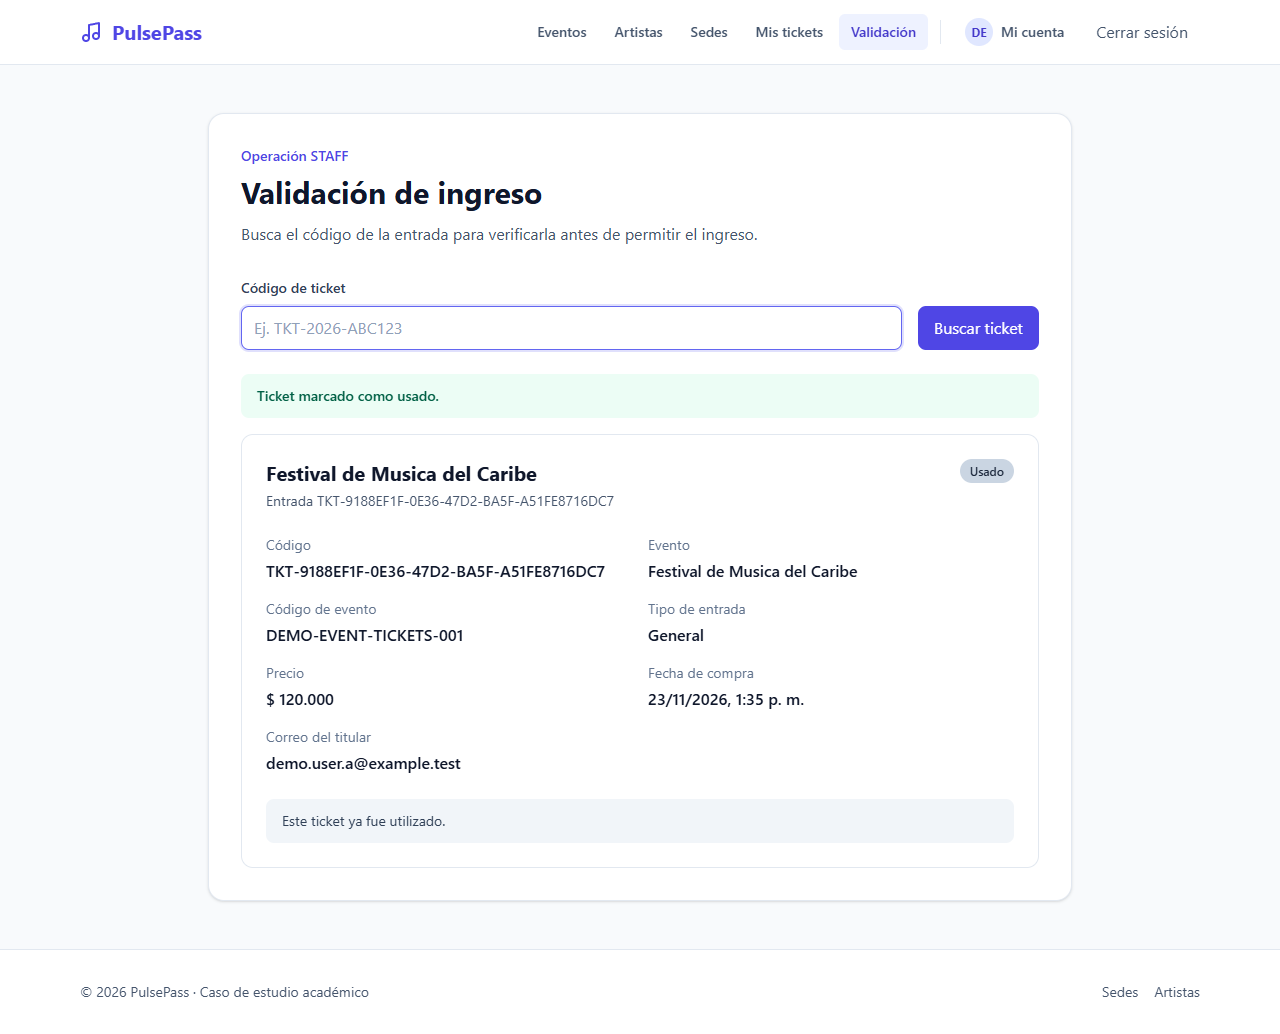 PulsePass
Eventos
Artistas
Sedes
Mis tickets
Validación
DE
Mi cuenta
Cerrar sesión
Operación STAFF
Validación de ingreso
Busca el código de la entrada para verificarla antes de permitir el ingreso.
Código de ticket
Ej. TKT-2026-ABC123
Buscar ticket
Ticket marcado como usado.
Festival de Musica del Caribe
Usado
Entrada TKT-9188EF1F-0E36-47D2-BA5F-A51FE8716DC7
Código
TKT-9188EF1F-0E36-47D2-BA5F-A51FE8716DC7
Evento
Festival de Musica del Caribe
Código de evento
DEMO-EVENT-TICKETS-001
Tipo de entrada
General
Precio
$ 120.000
Fecha de compra
23/11/2026, 1:35 p. m.
Correo del titular
demo.user.a@example.test
Este ticket ya fue utilizado.
© 2026 PulsePass · Caso de estudio académico
Sedes
Artistas